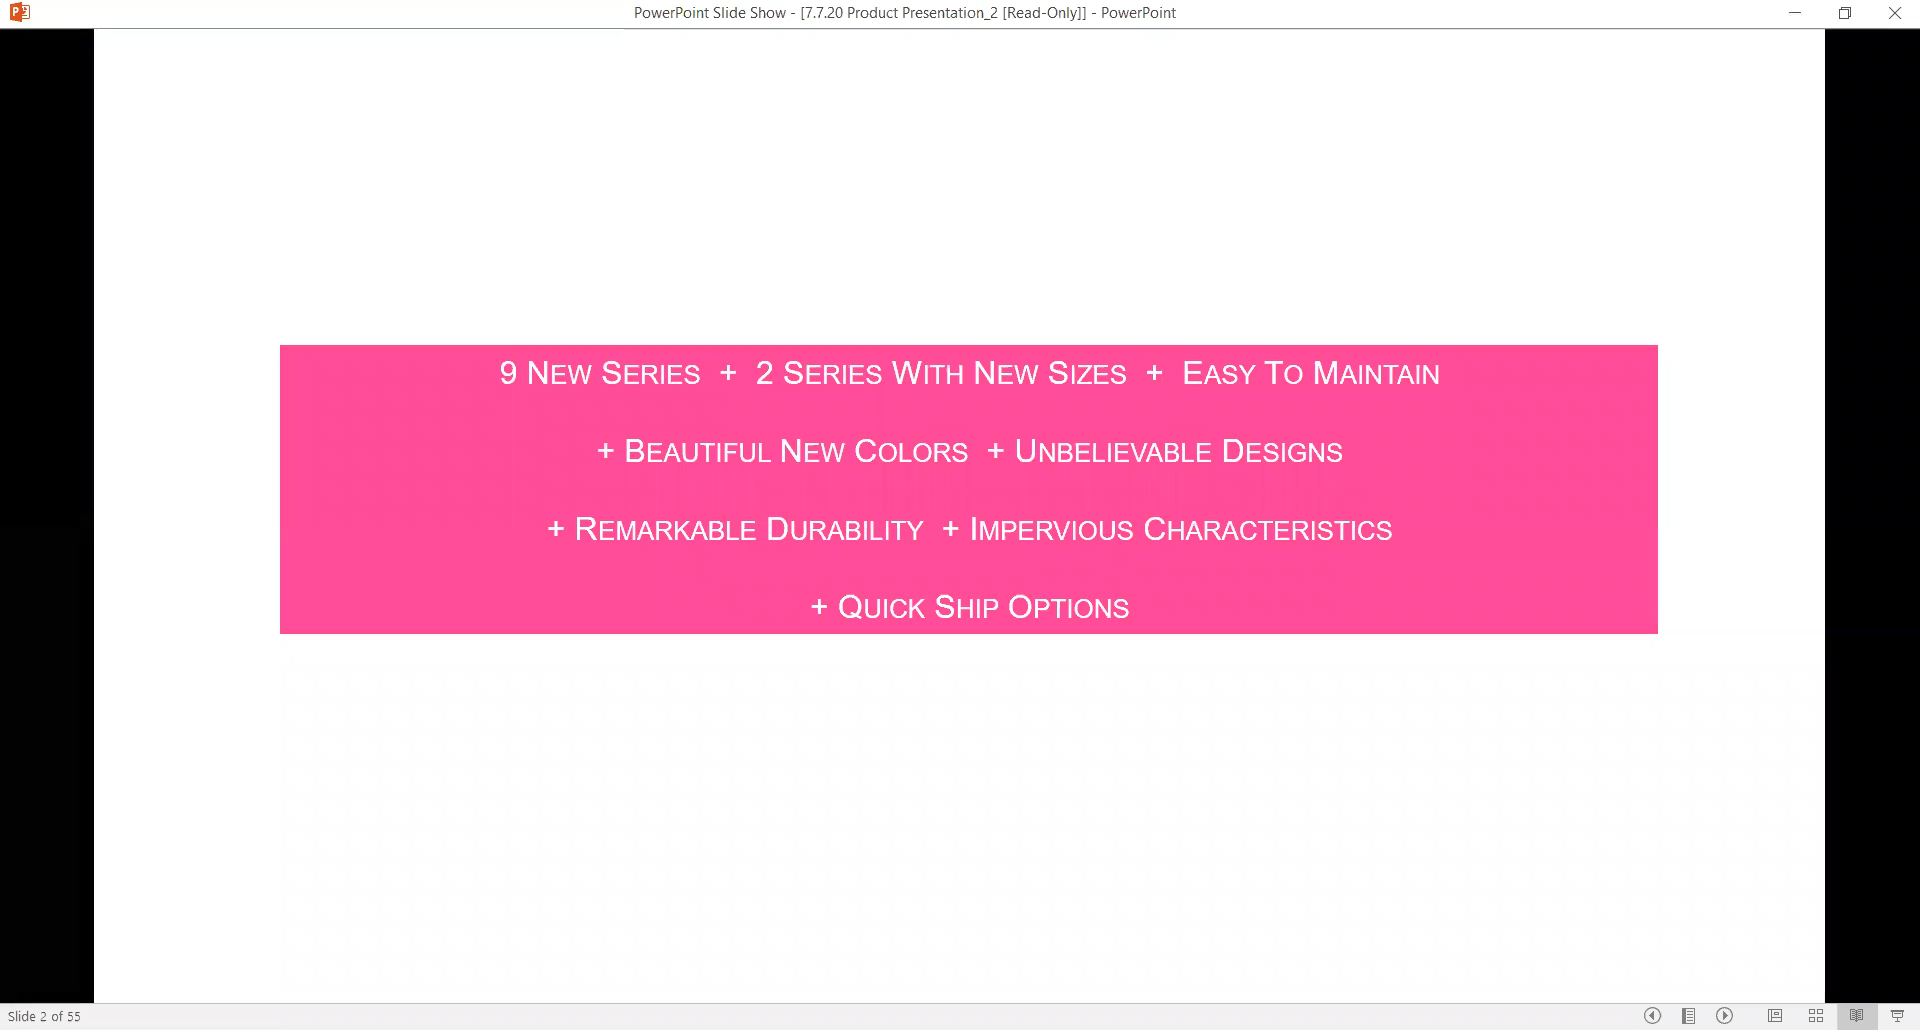 PowerPoint Slide Show - [7.7.20 Product Presentation_2 [Read-Only]] - PowerPoint
9 New Series + 2 Series With New Sizes + Easy To Maintain
+ Beautiful New Colors + Unbelievable Designs
+ Remarkable Durability + Impervious Characteristics
+ Quick Ship Options
Slide 2 of 55